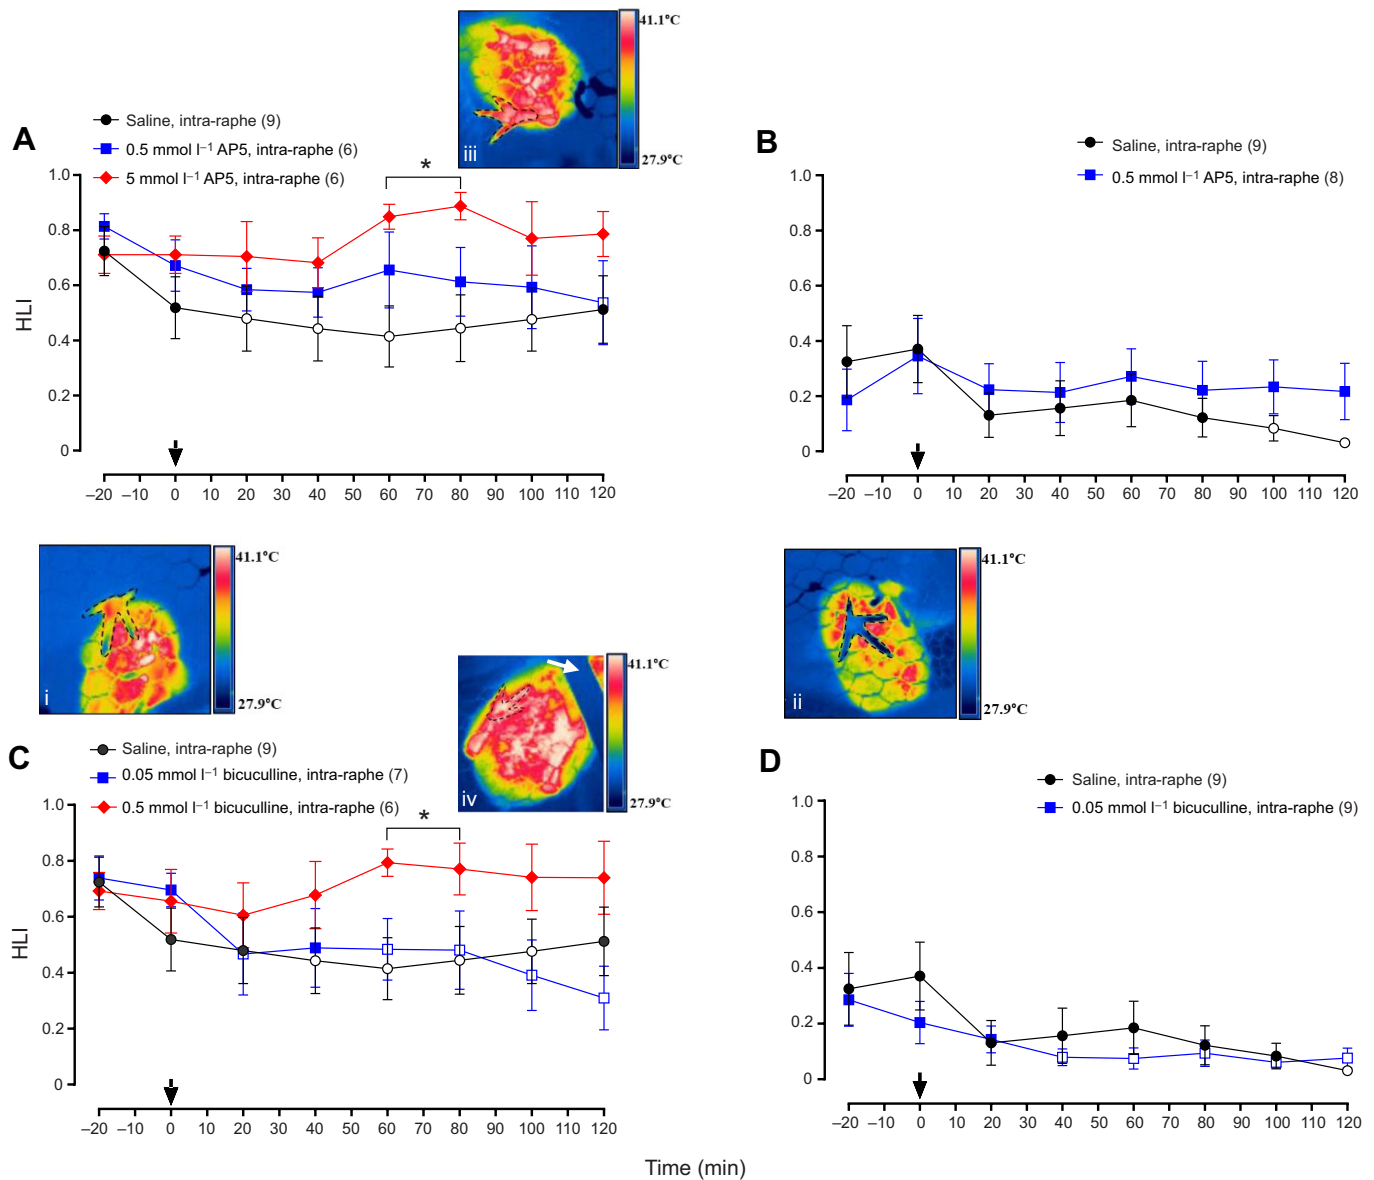 41.1°C
iii
27.9°C
A
Saline, intra-raphe (9)
0.5 mmol l⁻¹ AP5, intra-raphe (6)
5 mmol l⁻¹ AP5, intra-raphe (6)
*
1.0
0.8
0.6
0.4
0.2
0
HLI
–20 –10 0 10 20 30 40 50 60 70 80 90 100 110 120
B
Saline, intra-raphe (9)
0.5 mmol l⁻¹ AP5, intra-raphe (8)
1.0
0.8
0.6
0.4
0.2
0
–20 –10 0 10 20 30 40 50 60 70 80 90 100 110 120
41.1°C
i
27.9°C
41.1°C
iv
27.9°C
41.1°C
ii
27.9°C
C
Saline, intra-raphe (9)
0.05 mmol l⁻¹ bicuculline, intra-raphe (7)
0.5 mmol l⁻¹ bicuculline, intra-raphe (6)
*
1.0
0.8
0.6
0.4
0.2
0
HLI
–20 –10 0 10 20 30 40 50 60 70 80 90 100 110 120
D
Saline, intra-raphe (9)
0.05 mmol l⁻¹ bicuculline, intra-raphe (9)
1.0
0.8
0.6
0.4
0.2
0
–20 –10 0 10 20 30 40 50 60 70 80 90 100 110 120
Time (min)